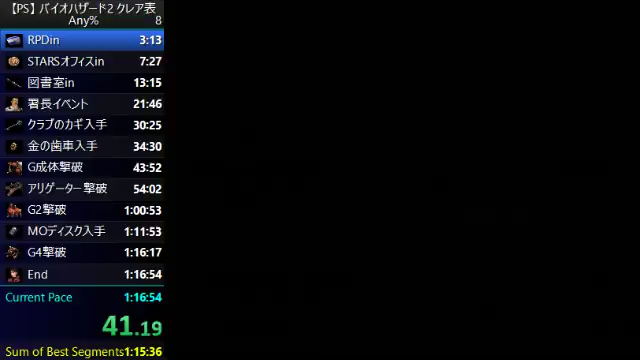 【PS】バイオハザード2 クレア表
Any% 8
RPDin 3:13
STARSオフィスin 7:27
図書室in 13:15
署長イベント 21:46
クラブのカギ入手 30:25
金の歯車入手 34:30
G成体撃破 43:52
アリゲーター撃破 54:02
G2撃破 1:00:53
MOディスク入手 1:11:53
G4撃破 1:16:17
End 1:16:54
Current Pace 1:16:54
41.19
Sum of Best Segments 1:15:36